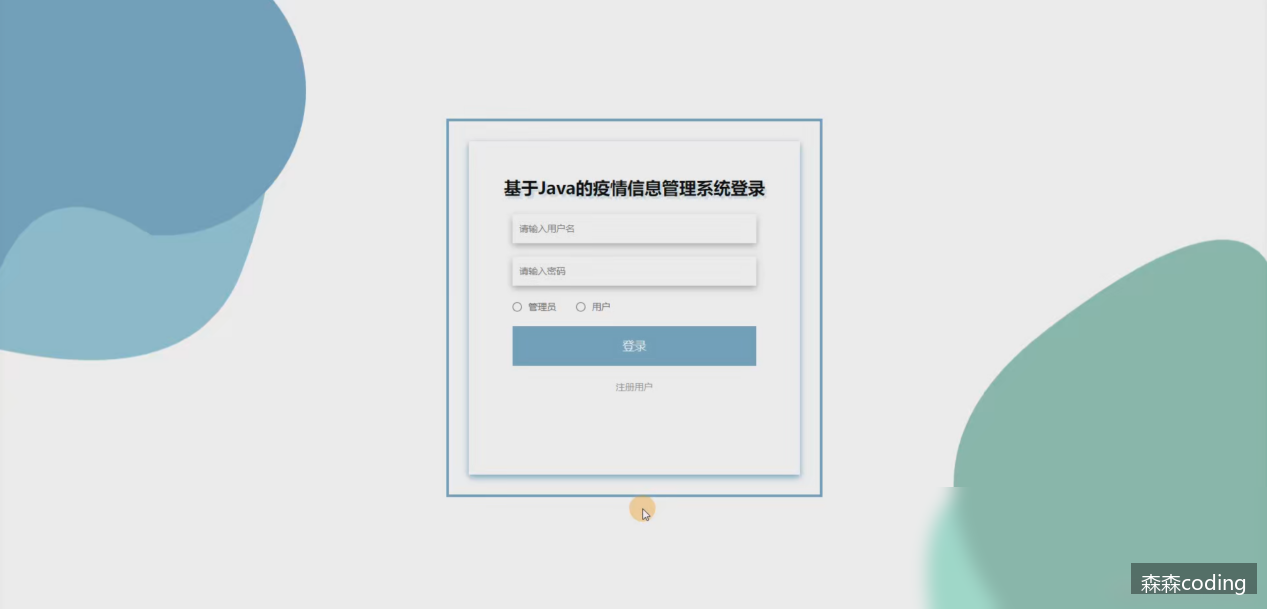 基于Java的疫情信息管理系统登录
请输入用户名
请输入密码
管理员 用户
登录
注册用户
森森coding